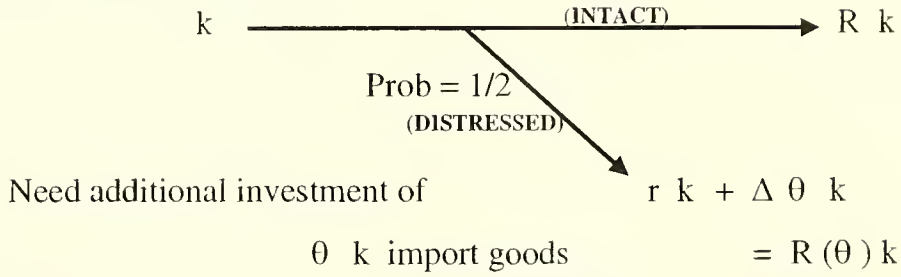 (INTACT)
k R k
Prob = 1/2
(DISTRESSED)
Need additional investment of r k + Δ θ k
θ k import goods = R (θ) k